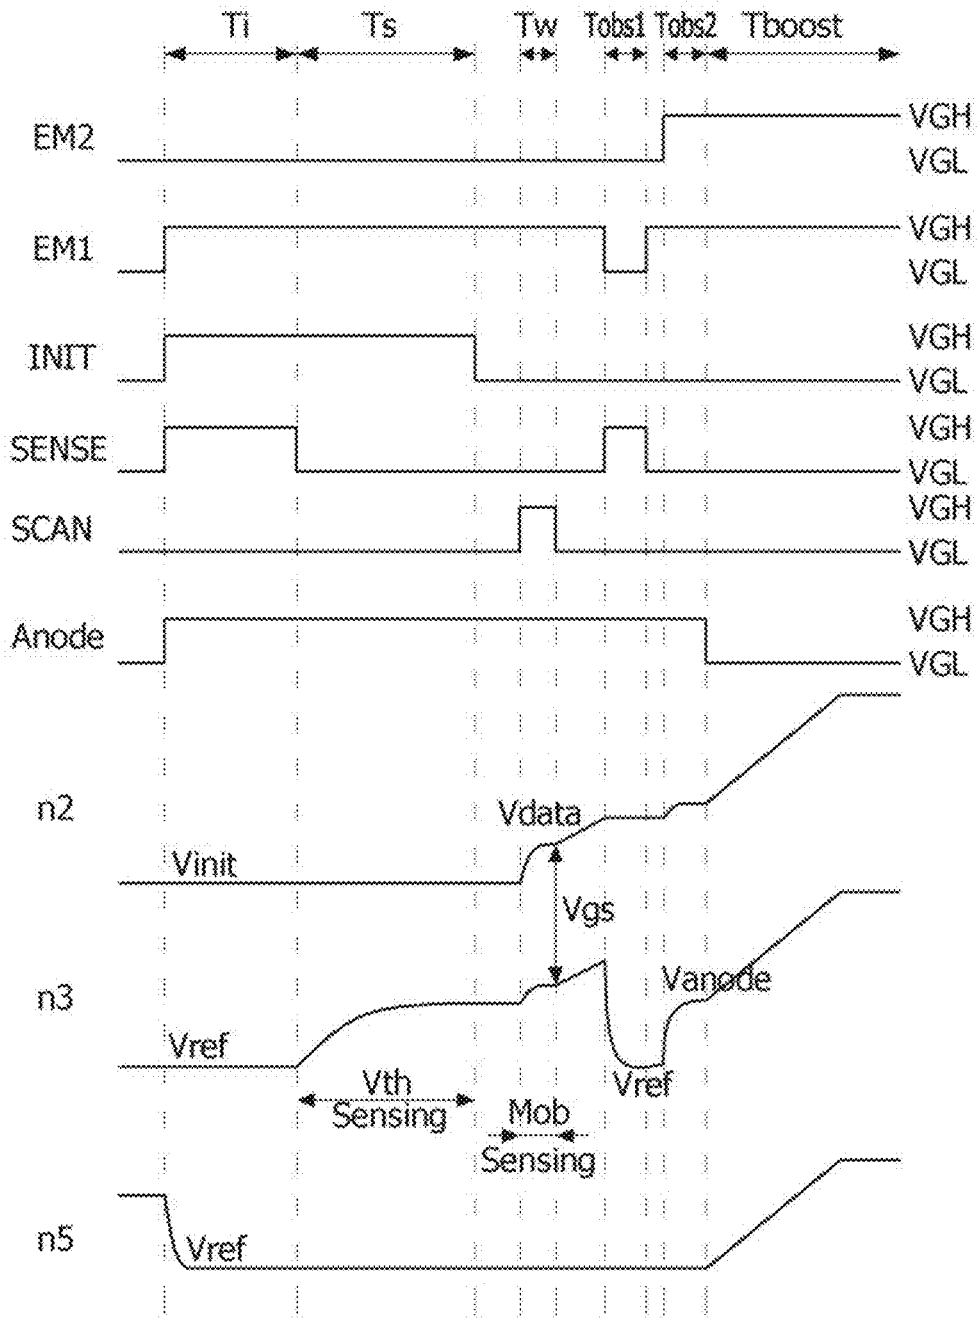 Ti Ts Tw Tobs1 Tobs2 Tboost
EM2 VGH
VGL
EM1 VGH
VGL
INIT VGH
VGL
SENSE VGH
VGL
SCAN VGH
VGL
Anode VGH
VGL
n2 Vdata
Vinit
Vgs
n3 Vanode
Vref
Vref
Vth
Sensing
Mob
Sensing
n5 Vref